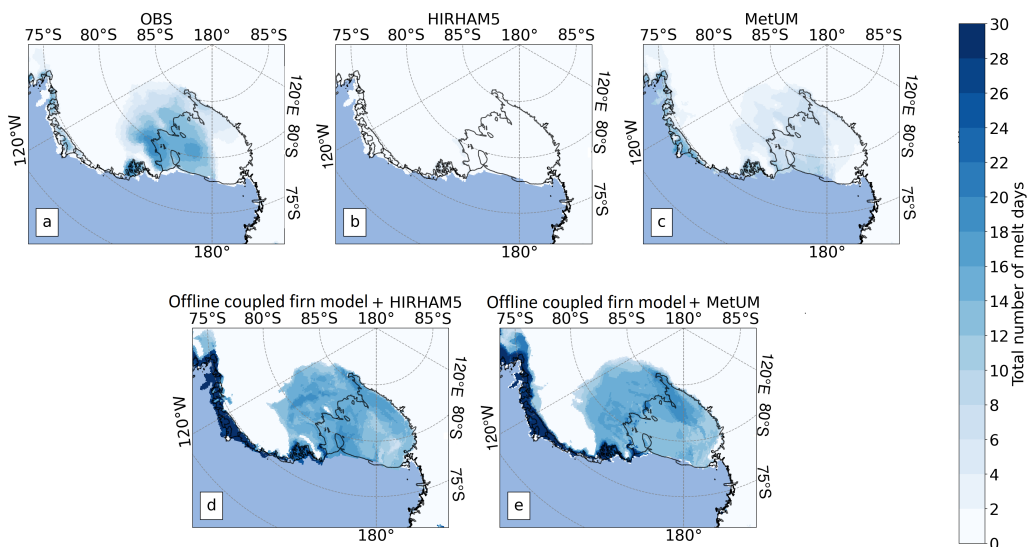 OBS
HIRHAM5
MetUM
75°S 80°S 85°S 180° 85°S
75°S 80°S 85°S 180° 85°S
75°S 80°S 85°S 180° 85°S
120°W
120°E
80°S
75°S
a
180°
120°W
120°E
80°S
75°S
b
180°
120°W
120°E
80°S
75°S
c
180°
Offline coupled firn model + HIRHAM5
75°S 80°S 85°S 180° 85°S
120°W
120°E
80°S
75°S
d
180°
Offline coupled firn model + MetUM
75°S 80°S 85°S 180° 85°S
120°W
120°E
80°S
75°S
e
180°
30
28
26
24
22
20
18
16
14
12
10
8
6
4
2
0
Total number of melt days